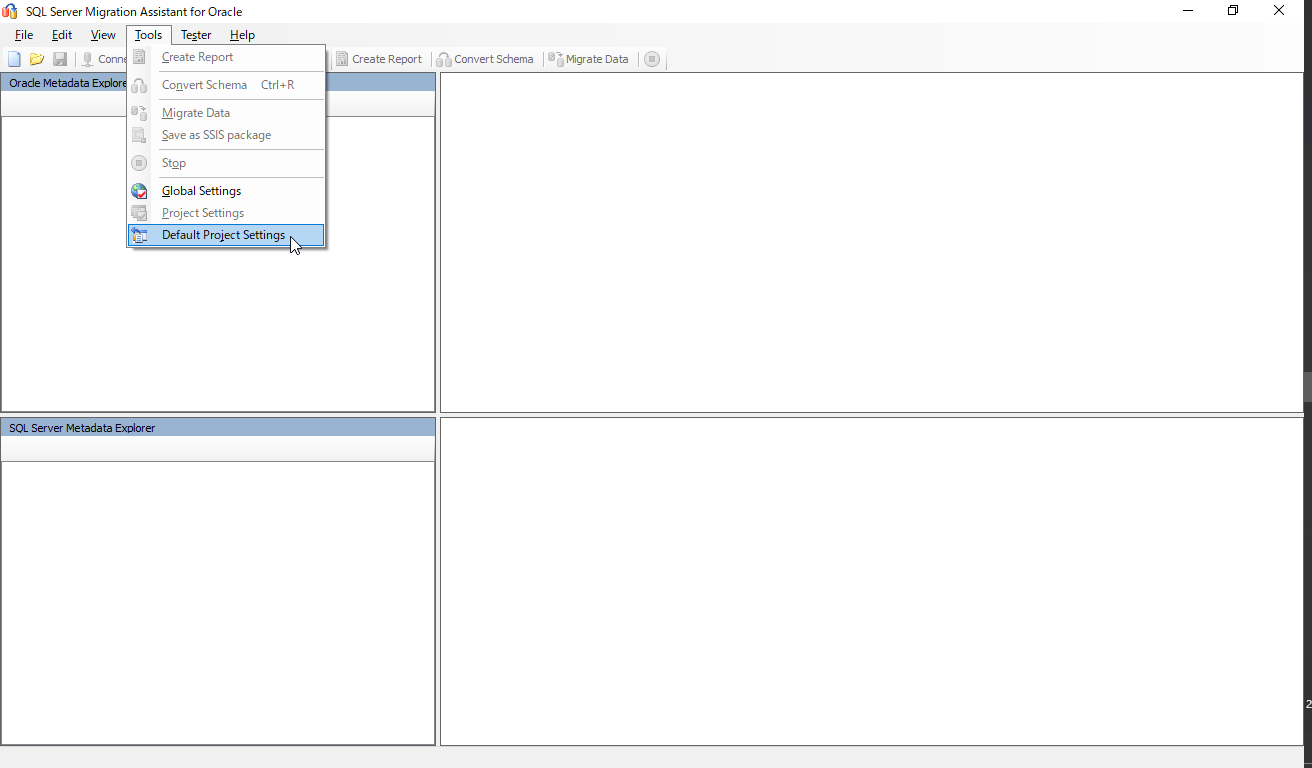 SQL Server Migration Assistant for Oracle
File Edit View Tools Tester Help
Create Report Convert Schema Migrate Data
Create Report
Oracle Metadata
Convert Schema Ctrl+R
Migrate Data
Save as SSIS package
Stop
Global Settings
Project Settings
Default Project Settings
SQL Server Metadata Explorer
2